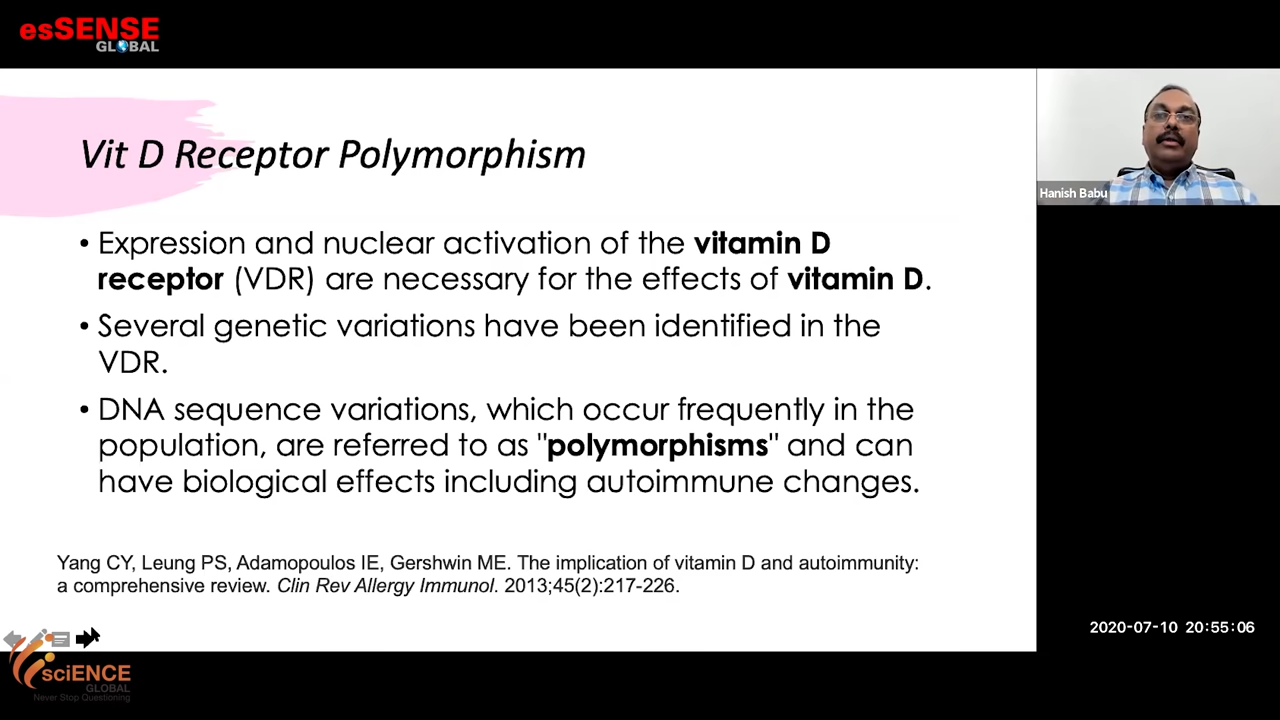 esSENSE
GLOBAL
Vit D Receptor Polymorphism
Hanish Babu
• Expression and nuclear activation of the vitamin D
receptor (VDR) are necessary for the effects of vitamin D.
• Several genetic variations have been identified in the
VDR.
• DNA sequence variations, which occur frequently in the
population, are referred to as "polymorphisms" and can
have biological effects including autoimmune changes.
Yang CY, Leung PS, Adamopoulos IE, Gershwin ME. The implication of vitamin D and autoimmunity:
a comprehensive review. Clin Rev Allergy Immunol. 2013;45(2):217-226.
2020-07-10 20:55:06
sciENCE
GLOBAL
Never Stop Questioning